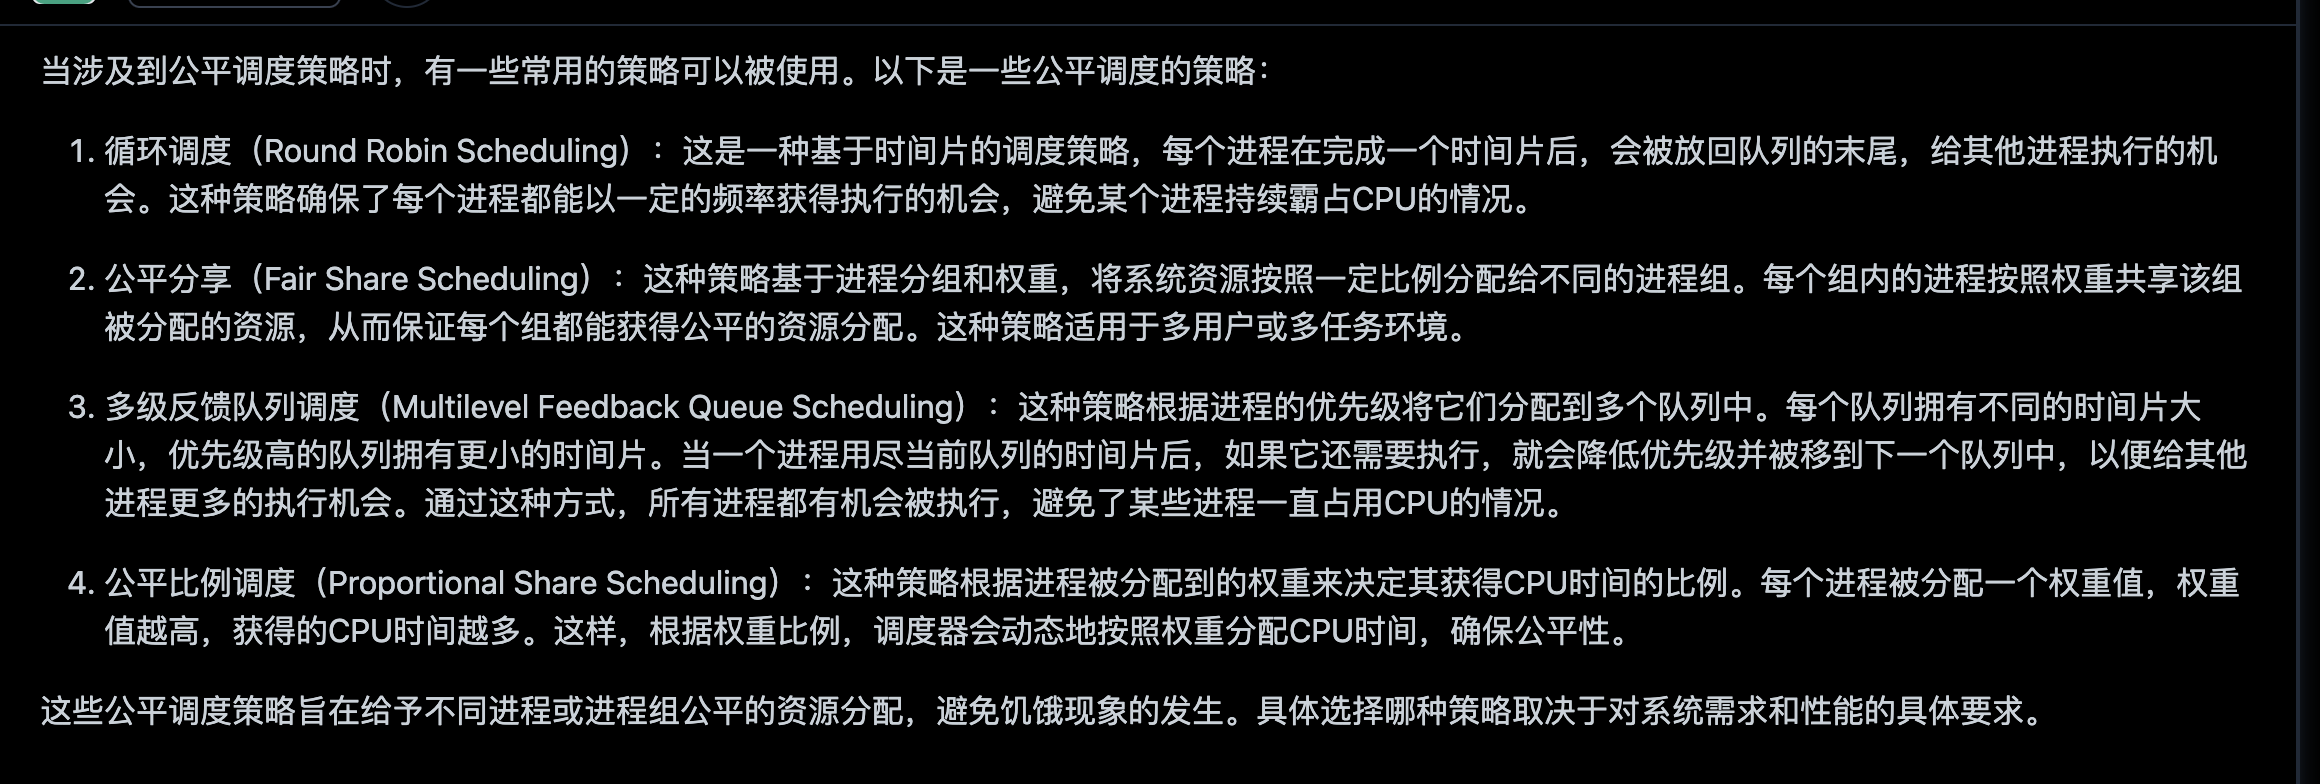 当涉及到公平调度策略时，有一些常用的策略可以被使用。以下是一些公平调度的策略：
1. 循环调度（Round Robin Scheduling）：这是一种基于时间片的调度策略，每个进程在完成一个时间片后，会被放回队列的末尾，给其他进程执行的机
会。这种策略确保了每个进程都能以一定的频率获得执行的机会，避免某个进程持续霸占CPU的情况。
2. 公平分享（Fair Share Scheduling）：这种策略基于进程分组和权重，将系统资源按照一定比例分配给不同的进程组。每个组内的进程按照权重共享该组
被分配的资源，从而保证每个组都能获得公平的资源分配。这种策略适用于多用户或多任务环境。
3. 多级反馈队列调度（Multilevel Feedback Queue Scheduling）：这种策略根据进程的优先级将它们分配到多个队列中。每个队列拥有不同的时间片大
小，优先级高的队列拥有更小的时间片。当一个进程用尽当前队列的时间片后，如果它还需要执行，就会降低优先级并被移到下一个队列中，以便给其他
进程更多的执行机会。通过这种方式，所有进程都有机会被执行，避免了某些进程一直占用CPU的情况。
4. 公平比例调度（Proportional Share Scheduling）：这种策略根据进程被分配到的权重来决定其获得CPU时间的比例。每个进程被分配一个权重值，权重
值越高，获得的CPU时间越多。这样，根据权重比例，调度器会动态地按照权重分配CPU时间，确保公平性。
这些公平调度策略旨在给予不同进程或进程组公平的资源分配，避免饥饿现象的发生。具体选择哪种策略取决于对系统需求和性能的具体要求。